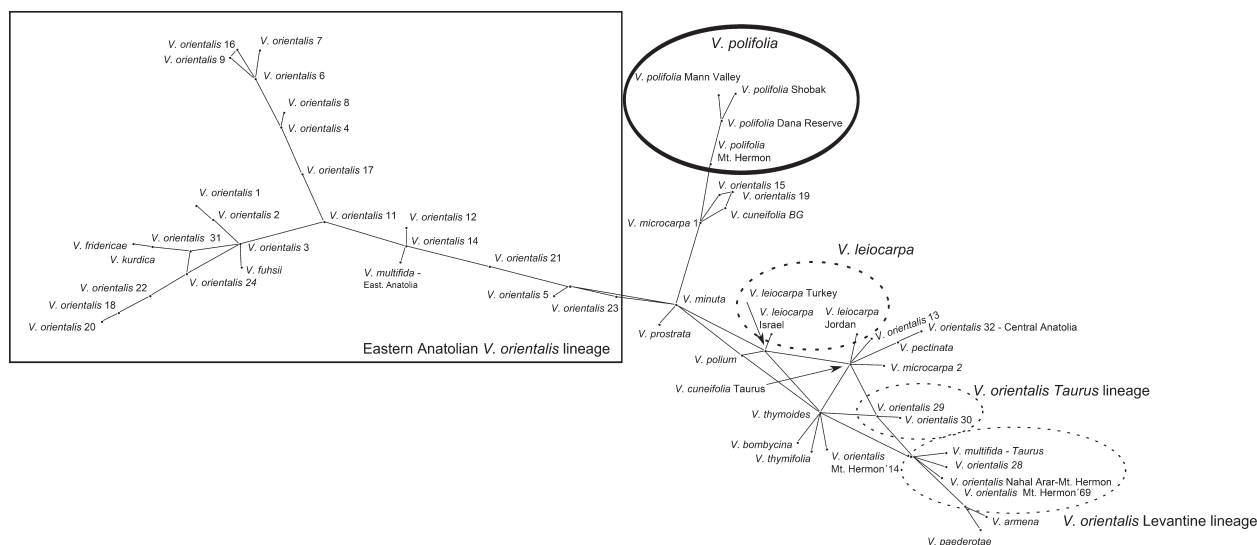 V. orientalis 16
V. orientalis 7
V. orientalis 9
V. orientalis 6
V. orientalis 8
V. orientalis 4
V. orientalis 17
V. orientalis 1
V. orientalis 2
V. orientalis 11
V. orientalis 12
V. orientalis 31
V. orientalis 3
V. orientalis 14
V. fridericae
V. kurdica
V. fuhsii
V. orientalis 24
V. multifida -
East. Anatolia
V. orientalis 21
V. orientalis 22
V. orientalis 5
V. orientalis 18
V. orientalis 23
V. orientalis 20
Eastern Anatolian V. orientalis lineage
V. polifolia
V. polifolia Mann Valley
V. polifolia Shobak
V. polifolia Dana Reserve
V. polifolia
Mt. Hermon
V. orientalis 15
V. orientalis 19
V. microcarpa 1
V. cuneifolia BG
V. leiocarpa
V. minuta
V. leiocarpa Turkey
V. leiocarpa
Israel
V. leiocarpa
Jordan
V. orientalis 13
V. orientalis 32 - Central Anatolia
V. prostrata
V. pectinata
V. polium
V. microcarpa 2
V. cuneifolia Taurus
V. orientalis Taurus lineage
V. thymoides
V. orientalis 29
V. orientalis 30
V. bombycina
V. thymifolia
V. orientalis
Mt. Hermon´14
V. multifida - Taurus
V. orientalis 28
V. orientalis Nahal Arar-Mt. Hermon
V. orientalis Mt. Hermon´69
V. armena
V. orientalis Levantine lineage
V. paederotae